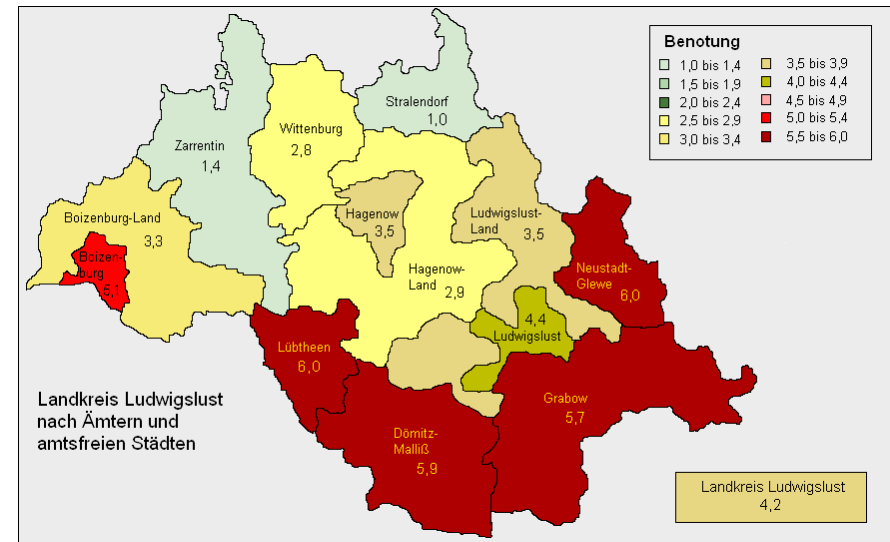 Benotung
1,0 bis 1,4
1,5 bis 1,9
2,0 bis 2,4
2,5 bis 2,9
3,0 bis 3,4
3,5 bis 3,9
4,0 bis 4,4
4,5 bis 4,9
5,0 bis 5,4
5,5 bis 6,0
Stralendorf
1,0
Wittenburg
2,8
Zarrentin
1,4
Boizenburg-Land
3,3
Boizen-
burg
5,1
Hagenow
3,5
Ludwigslust-
Land
3,5
Hagenow-
Land
2,9
Neustadt-
Glewe
6,0
4,4
Ludwigslust
Lübtheen
6,0
Grabow
5,7
Dömitz-
Malliß
5,9
Landkreis Ludwigslust
nach Ämtern und
amtsfreien Städten
Landkreis Ludwigslust
4,2